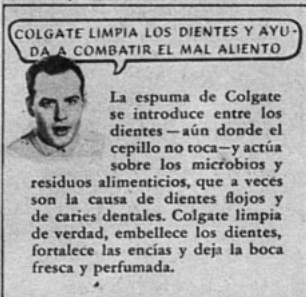 COLGATE LIMPIA LOS DIENTES Y AYU-
DA A COMBATIR EL MAL ALIENTO
La espuma de Colgate
se introduce entre los
dientes—aún donde el
cepillo no toca—y actúa
sobre los microbios y
residuos alimenticios, que a veces
son la causa de dientes flojos y
de caries dentales. Colgate limpia
de verdad, embellece los dientes,
fortalece las encías y deja la boca
fresca y perfumada.